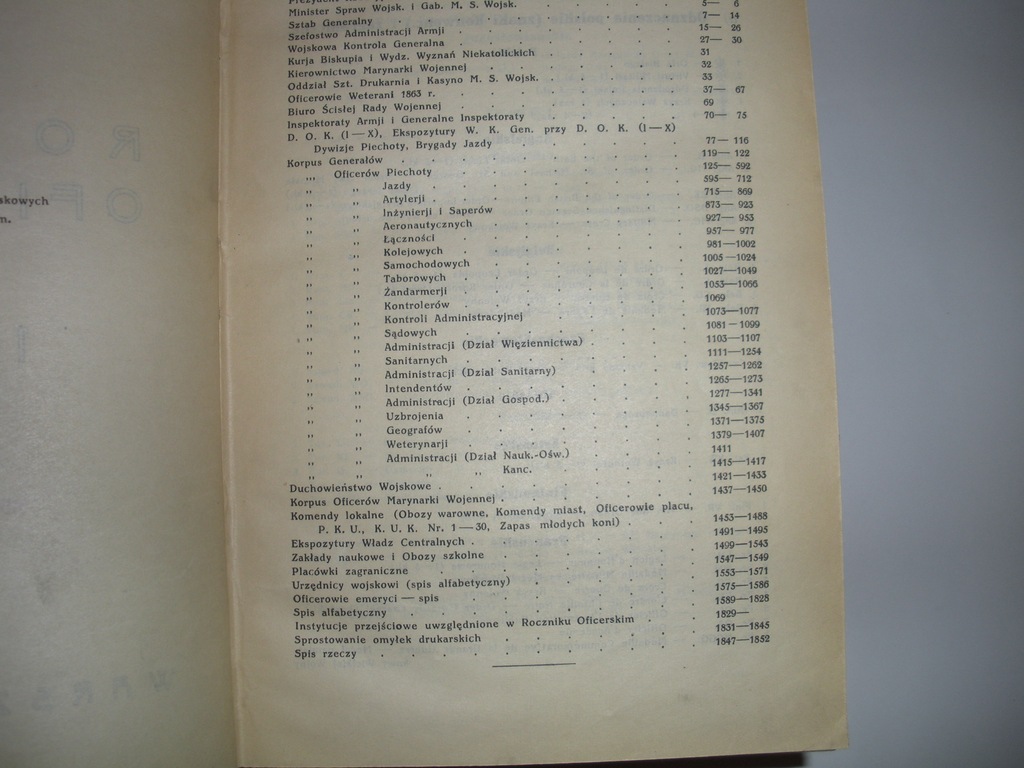 skowych
m.
Minister Spraw Wojsk. i Gab. M. S. Wojsk. 5— 6
Sztab Generalny . . . . . 7— 14
Szefostwo Administracji Armji . . . . 15— 26
Wojskowa Kontrola Generalna . . . . 27— 30
Kurja Biskupia i Wydz. Wyznań Niekatolickich . . . 31
Kierownictwo Marynarki Wojennej . . . . 32
Oddział Szt. Drukarnia i Kasyno M. S. Wojsk. . . . 33
Oficerowie Weterani 1863 r. . . . . 37— 67
Biuro Ścisłej Rady Wojennej . . . . 69
Inspektoraty Armji i Generalne Inspektoraty . . . 70— 75
D. O. K. (I—X), Ekspozytury W. K. Gen. przy D. O. K. (I—X)
Dywizje Piechoty, Brygady Jazdy . . . . 77— 116
Korpus Generałów . . . . . 119— 122
„ Oficerów Piechoty . . . . 125— 592
„ „ Jazdy . . . . 595— 712
„ „ Artylerji . . . . 715— 869
„ „ Inżynierji i Saperów . . . . 873— 923
„ „ Aeronautycznych . . . . 927— 953
„ „ Łączności . . . . 957— 977
„ „ Kolejowych . . . . 981—1002
„ „ Samochodowych . . . . 1005—1024
„ „ Taborowych . . . . 1027—1049
„ „ Żandarmerji . . . . 1053—1066
„ „ Kontrolerów . . . . 1069
„ „ Kontroli Administracyjnej . . . . 1073—1077
„ „ Sądowych . . . . 1081—1099
„ „ Administracji (Dział Więziennictwa) . . . 1103—1107
„ „ Sanitarnych . . . . 1111—1254
„ „ Administracji (Dział Sanitarny) . . . 1257—1262
„ „ Intendentów . . . . 1265—1273
„ „ Administracji (Dział Gospod.) . . . 1277—1341
„ „ Uzbrojenia . . . . 1345—1367
„ „ Geografów . . . . 1371—1375
„ „ Weterynarji . . . . 1379—1407
„ „ Administracji (Dział Nauk.-Ośw.) . . . 1411
„ „ „ „ Kanc. . . . 1415—1417
Duchowieństwo Wojskowe . . . . 1421—1433
Korpus Oficerów Marynarki Wojennej . . . . 1437—1450
Komendy lokalne (Obozy warowne, Komendy miast, Oficerowie placu,
P. K. U., K. U. K. Nr. 1—30, Zapas młodych koni) . . . 1453—1488
Ekspozytury Władz Centralnych . . . . 1491—1495
Zakłady naukowe i Obozy szkolne . . . . 1499—1543
Placówki zagraniczne . . . . 1547—1549
Urzędnicy wojskowi (spis alfabetyczny) . . . . 1553—1571
Oficerowie emeryci — spis . . . . 1575—1586
Spis alfabetyczny . . . . 1589—1828
Instytucje przejściowe uwzględnione w Roczniku Oficerskim . . 1829—
Sprostowanie omyłek drukarskich . . . . 1831—1845
Spis rzeczy . . . . 1847—1852